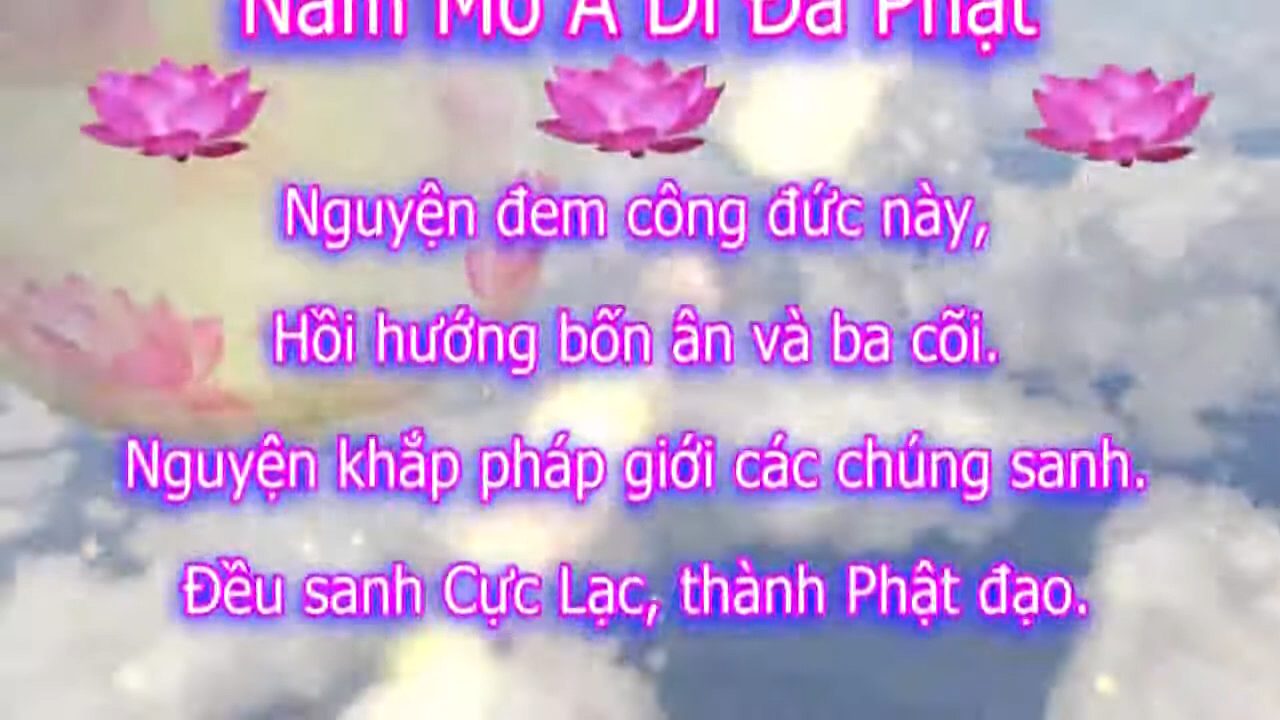 Nam Mô A Di Đà Phật
Nguyện đem công đức này,
Hồi hướng bốn ân và ba cõi.
Nguyện khắp pháp giới các chúng sanh.
Đều sanh Cực Lạc, thành Phật đạo.